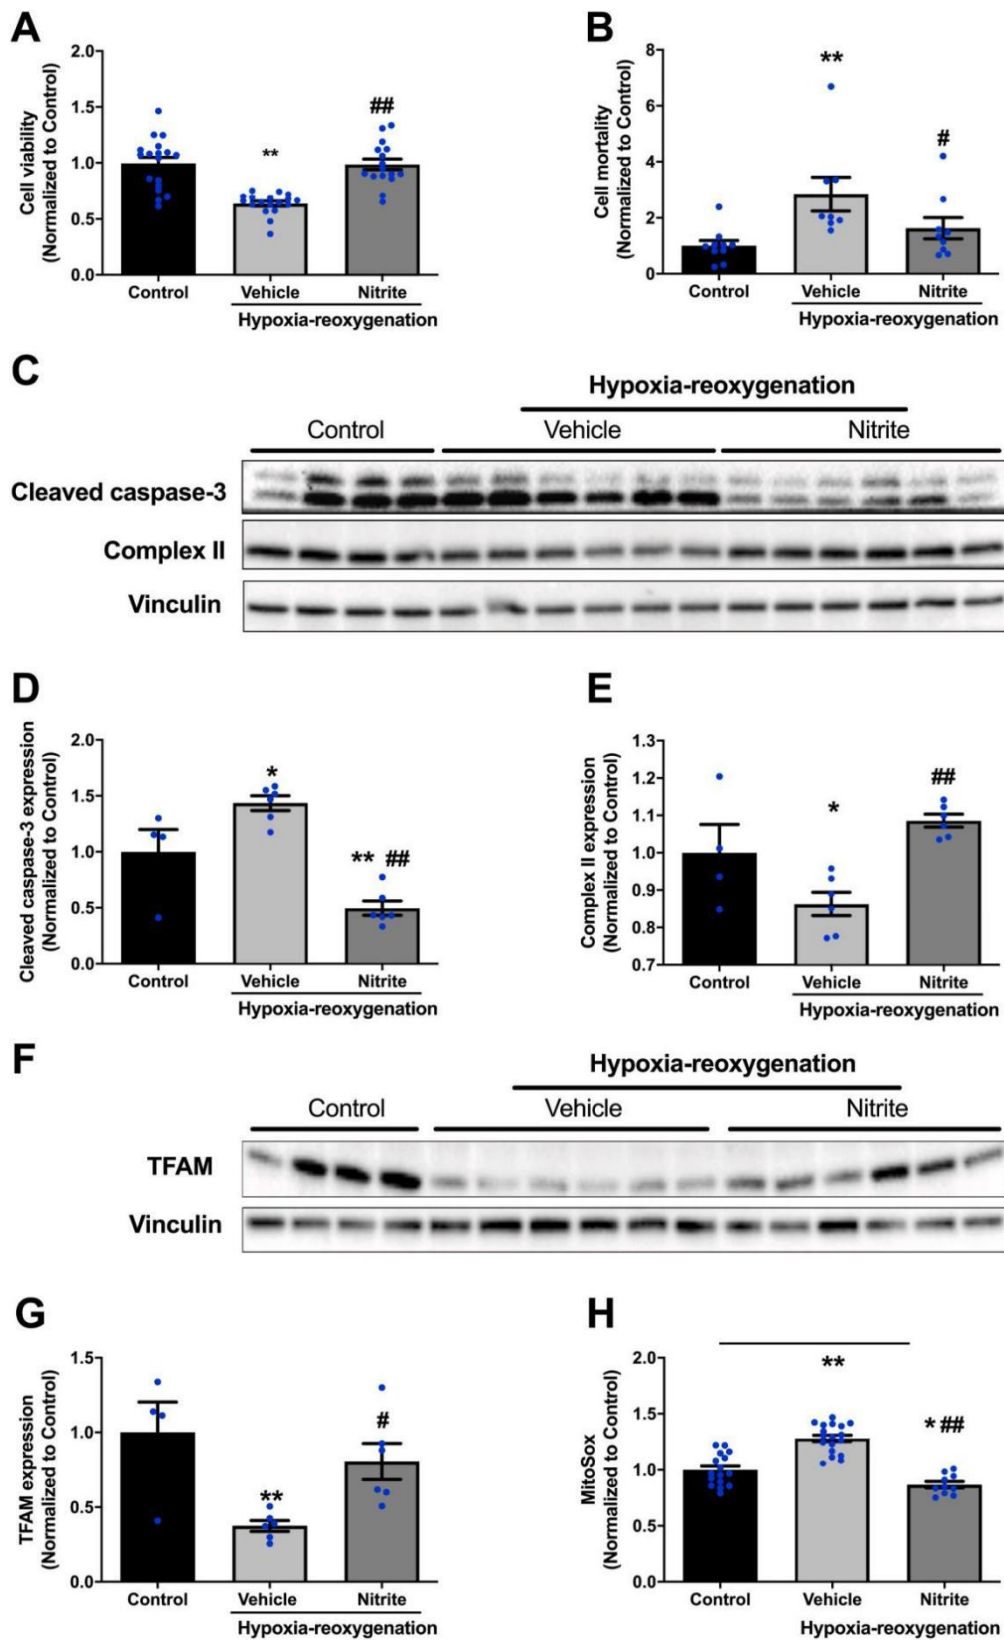 A
B
Cell viability
(Normalized to Control)
2.0
1.5
1.0
0.5
0.0
**
##
Control
Vehicle
Nitrite
Hypoxia-reoxygenation
Cell mortality
(Normalized to Control)
8
6
4
2
0
**
#
Control
Vehicle
Nitrite
Hypoxia-reoxygenation
C
Hypoxia-reoxygenation
Control
Vehicle
Nitrite
Cleaved caspase-3
Complex II
Vinculin
D
E
Cleaved caspase-3 expression
(Normalized to Control)
2.0
1.5
1.0
0.5
0.0
*
** ##
Control
Vehicle
Nitrite
Hypoxia-reoxygenation
Complex II expression
(Normalized to Control)
1.3
1.2
1.1
1.0
0.9
0.8
0.7
*
##
Control
Vehicle
Nitrite
Hypoxia-reoxygenation
F
Hypoxia-reoxygenation
Control
Vehicle
Nitrite
TFAM
Vinculin
G
H
TFAM expression
(Normalized to Control)
1.5
1.0
0.5
0.0
**
#
Control
Vehicle
Nitrite
Hypoxia-reoxygenation
MitoSox
(Normalized to Control)
2.0
1.5
1.0
0.5
0.0
**
* ##
Control
Vehicle
Nitrite
Hypoxia-reoxygenation